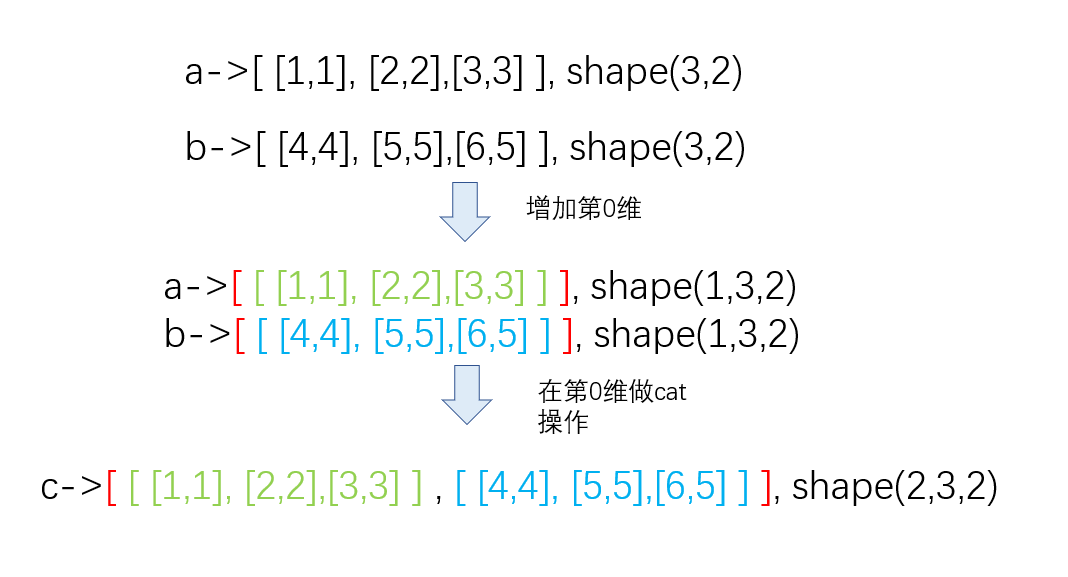 a->[ [1,1], [2,2],[3,3] ], shape(3,2)
b->[ [4,4], [5,5],[6,5] ], shape(3,2)
增加第0维
a->[ [ [1,1], [2,2],[3,3] ] ], shape(1,3,2)
b->[ [ [4,4], [5,5],[6,5] ] ], shape(1,3,2)
在第0维做cat
操作
c->[ [ [1,1], [2,2],[3,3] ] , [ [4,4], [5,5],[6,5] ] ], shape(2,3,2)